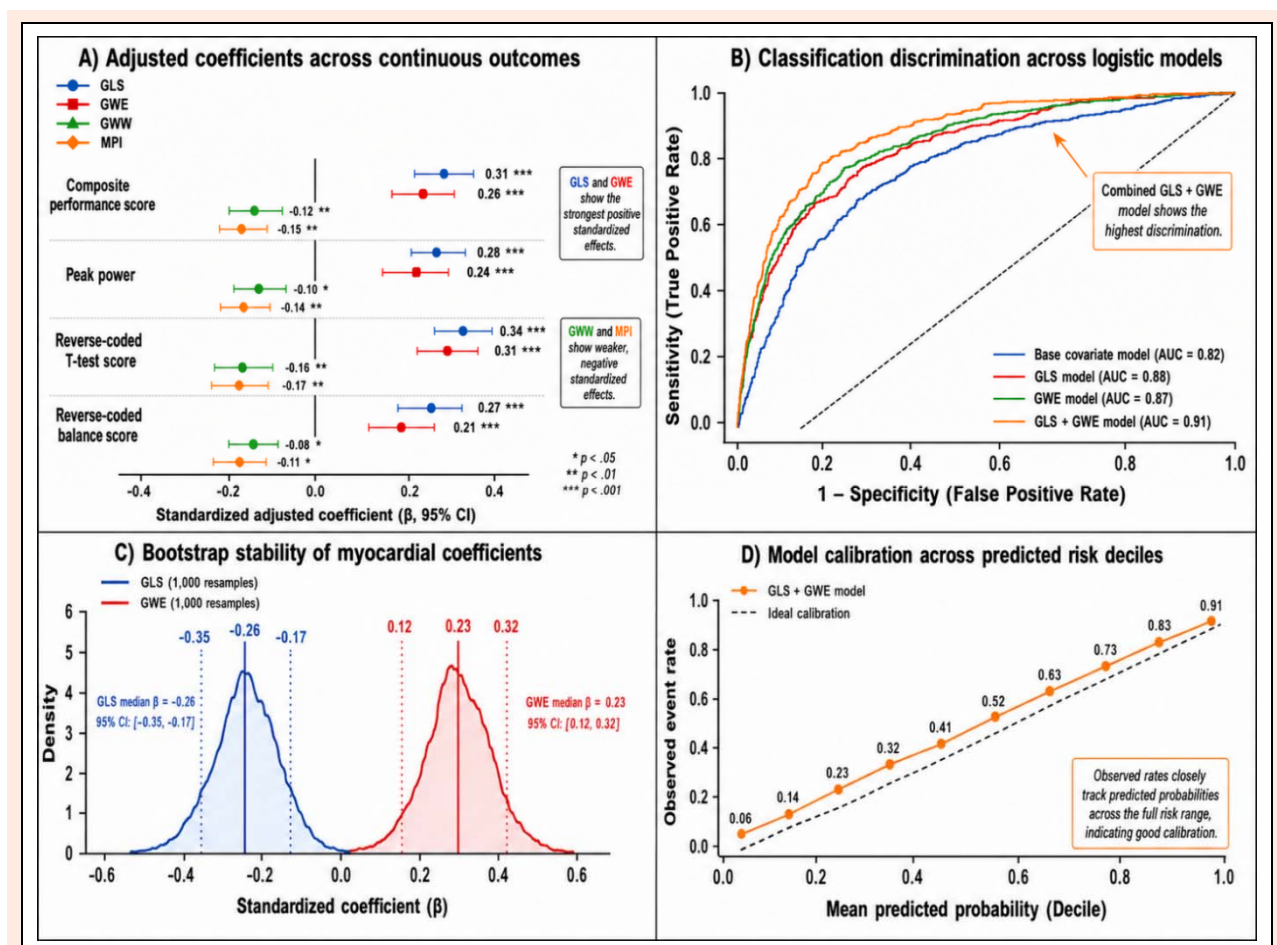 A) Adjusted coefficients across continuous outcomes
GLS
GWE
GWW
MPI
Composite
performance score
0.31 ***
0.26 ***
-0.12 **
-0.15 **
Peak power
0.28 ***
0.24 ***
-0.10 *
-0.14 **
Reverse-coded
T-test score
0.34 ***
0.31 ***
-0.16 **
-0.17 **
Reverse-coded
balance score
0.27 ***
0.21 ***
-0.08 *
-0.11 *
GLS and GWE
show the
strongest positive
standardized
effects.
GWW and MPI
show weaker,
negative
standardized
effects.
* p < .05
** p < .01
*** p < .001
-0.4 -0.2 0.0 0.2 0.4
Standardized adjusted coefficient (β, 95% CI)
B) Classification discrimination across logistic models
Sensitivity (True Positive Rate)
1.0
0.8
0.6
0.4
0.2
0.0
Combined GLS + GWE
model shows the
highest discrimination.
Base covariate model (AUC = 0.82)
GLS model (AUC = 0.88)
GWE model (AUC = 0.87)
GLS + GWE model (AUC = 0.91)
0.0 0.2 0.4 0.6 0.8 1.0
1 – Specificity (False Positive Rate)
C) Bootstrap stability of myocardial coefficients
GLS (1,000 resamples)
GWE (1,000 resamples)
Density
6
5
4
3
2
1
0
-0.35 -0.26 -0.17
0.12 0.23 0.32
GLS median β = -0.26
95% CI: [-0.35, -0.17]
GWE median β = 0.23
95% CI: [0.12, 0.32]
-0.6 -0.4 -0.2 0.0 0.2 0.4 0.6
Standardized coefficient (β)
D) Model calibration across predicted risk deciles
GLS + GWE model
Ideal calibration
Observed event rate
1.0
0.8
0.6
0.4
0.2
0.0
0.06
0.14
0.23
0.32
0.41
0.52
0.63
0.73
0.83
0.91
Observed rates closely
track predicted probabilities
across the full risk range,
indicating good calibration.
0.0 0.2 0.4 0.6 0.8 1.0
Mean predicted probability (Decile)